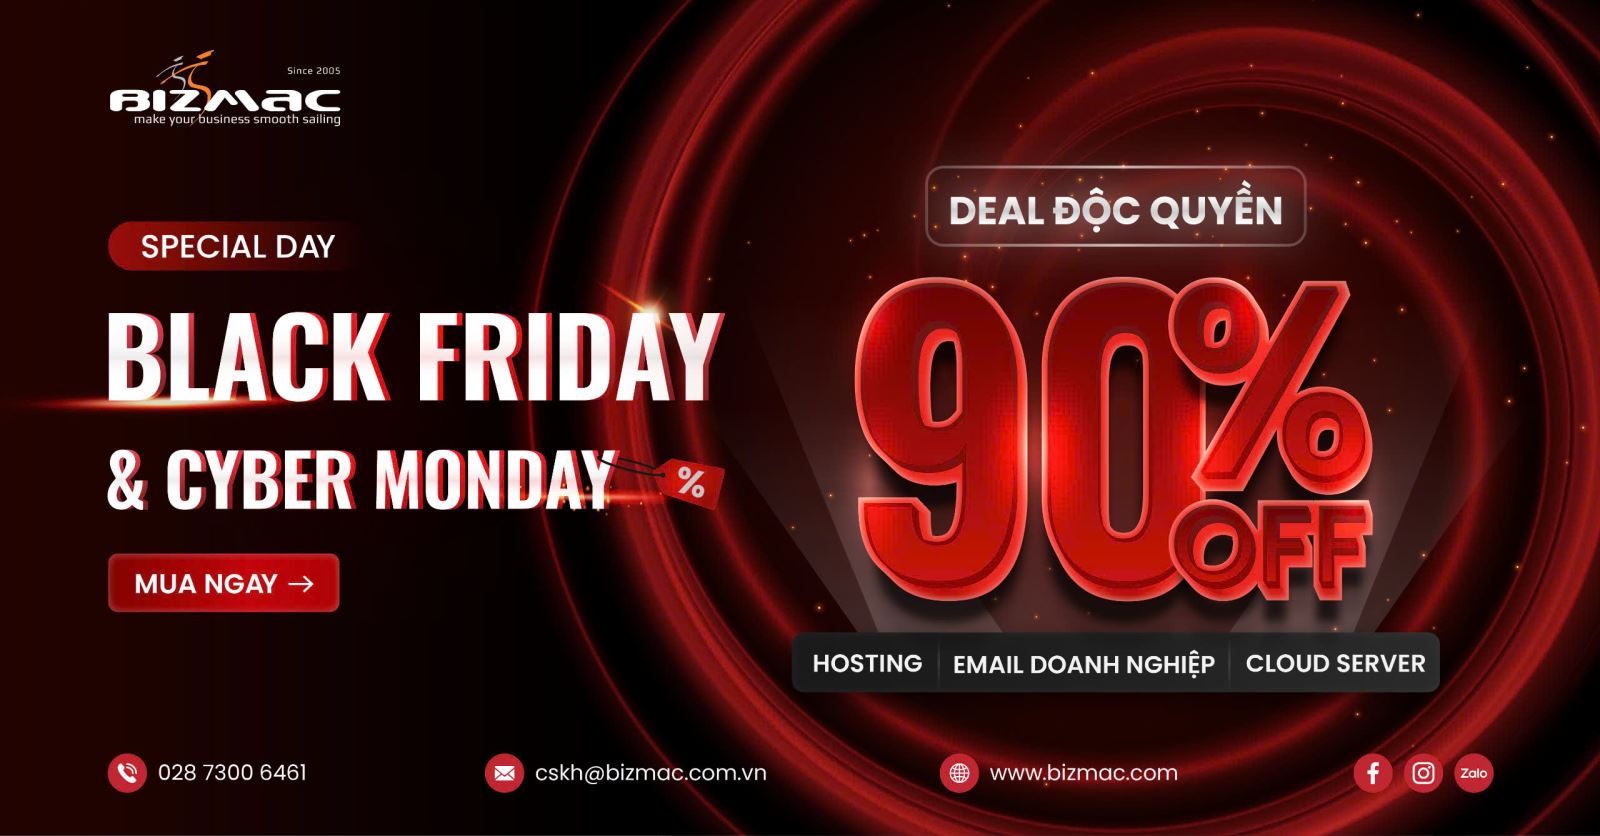 Since 2005
BIZMAC
make your business smooth sailing
SPECIAL DAY
BLACK FRIDAY
& CYBER MONDAY
%
MUA NGAY →
DEAL ĐỘC QUYỀN
90%
OFF
HOSTING
EMAIL DOANH NGHIỆP
CLOUD SERVER
028 7300 6461
cskh@bizmac.com.vn
www.bizmac.com
Zalo